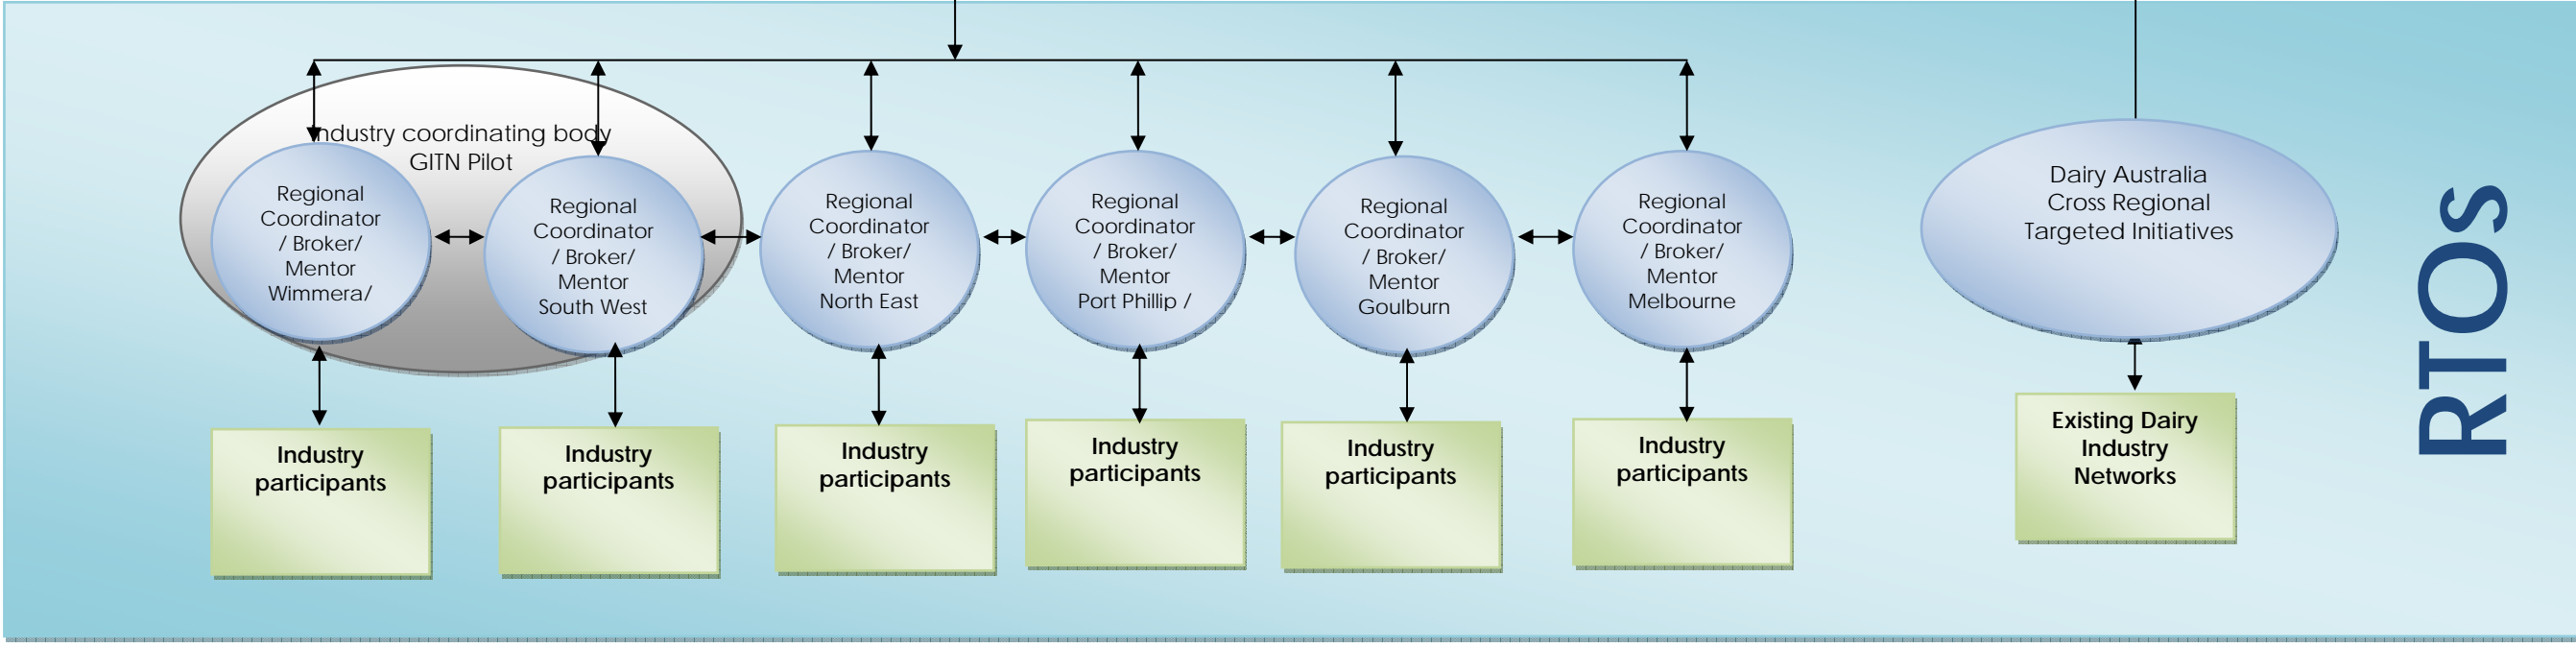 Industry coordinating body
GITN Pilot
Regional
Coordinator
/ Broker/
Mentor
Wimmera/
Regional
Coordinator
/ Broker/
Mentor
South West
Regional
Coordinator
/ Broker/
Mentor
North East
Regional
Coordinator
/ Broker/
Mentor
Port Phillip /
Regional
Coordinator
/ Broker/
Mentor
Goulburn
Regional
Coordinator
/ Broker/
Mentor
Melbourne
Dairy Australia
Cross Regional
Targeted Initiatives
RTOs
Industry
participants
Industry
participants
Industry
participants
Industry
participants
Industry
participants
Industry
participants
Existing Dairy
Industry
Networks